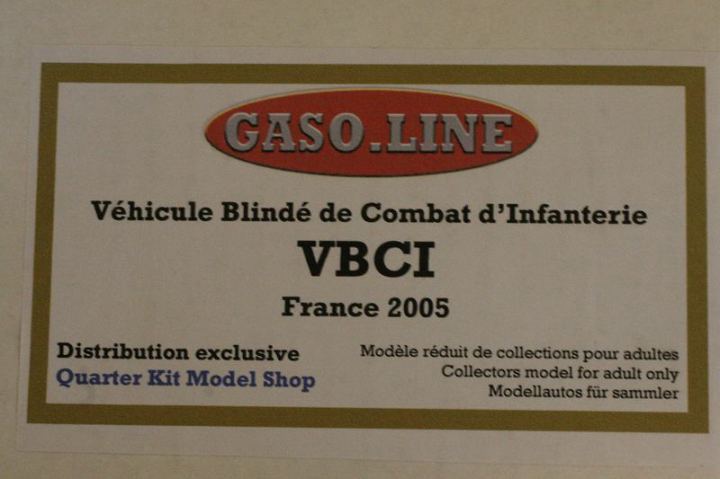 GASO.LINE
Véhicule Blindé de Combat d'Infanterie
VBCI
France 2005
Distribution exclusive
Quarter Kit Model Shop
Modèle réduit de collections pour adultes
Collectors model for adult only
Modellautos für sammler